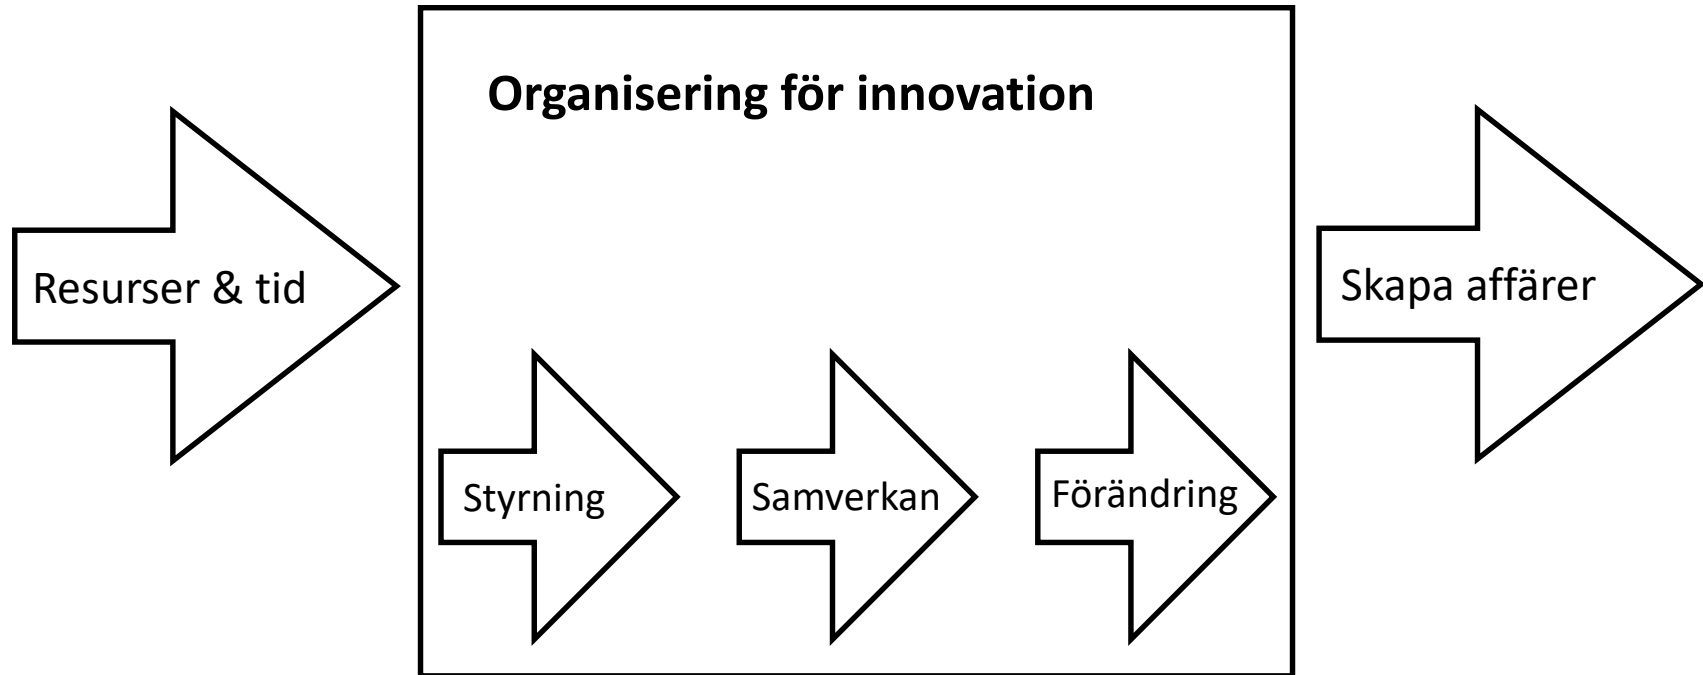 Organisering för innovation
Resurser & tid
Skapa affärer
Styrning
Samverkan
Förändring